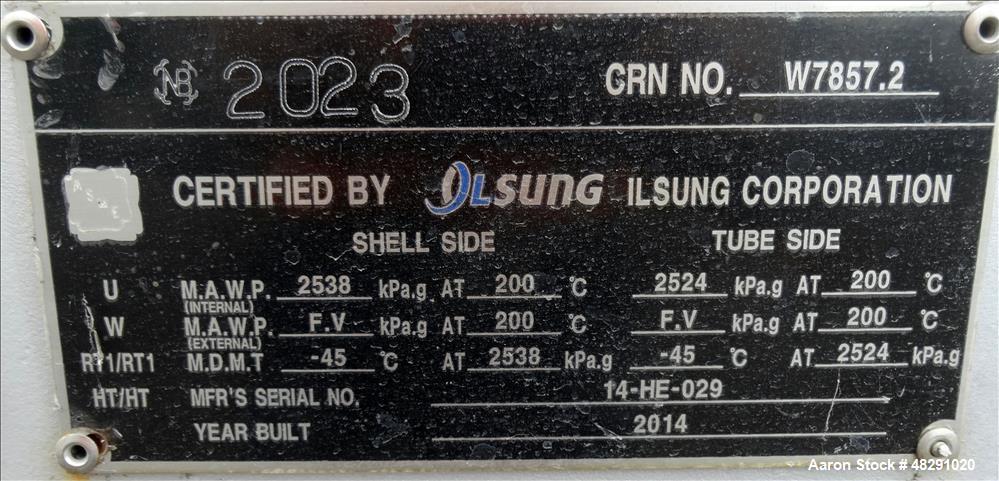 NB 2023 CRN NO. W7857.2
CERTIFIED BY ILSUNG ILSUNG CORPORATION
SHELL SIDE TUBE SIDE
U M.A.W.P. (INTERNAL) 2538 kPa.g AT 200 °C 2524 kPa.g AT 200 °C
W M.A.W.P. (EXTERNAL) F.V kPa.g AT 200 °C F.V kPa.g AT 200 °C
RT1/RT1 M.D.M.T -45 °C AT 2538 kPa.g -45 °C AT 2524 kPa.g
HT/HT MFR'S SERIAL NO. 14-HE-029
YEAR BUILT 2014
Aaron Stock # 48291020